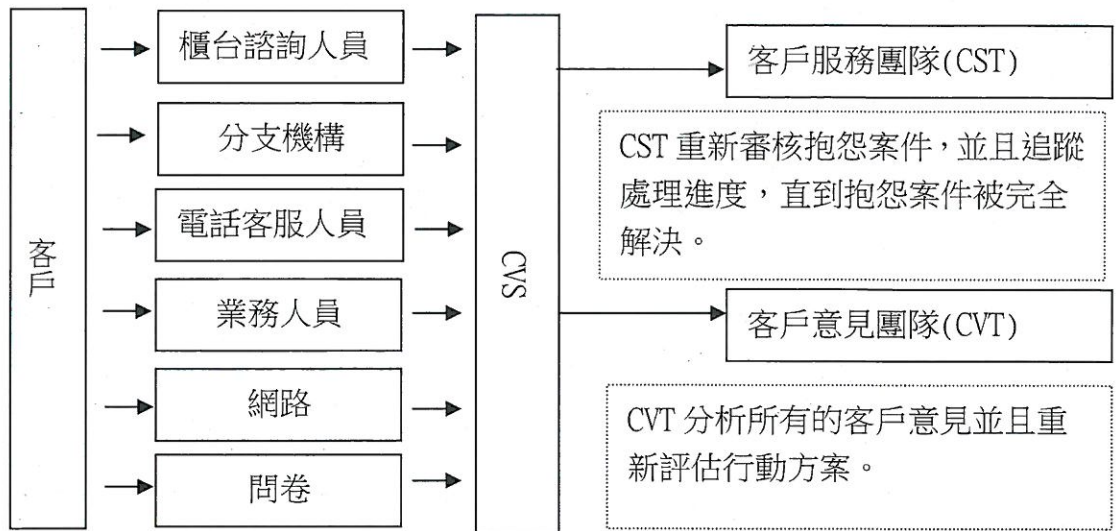 客戶
櫃台諮詢人員
分支機構
電話客服人員
業務人員
網路
問卷
CVS
客戶服務團隊(CST)
CST 重新審核抱怨案件，並且追蹤
處理進度，直到抱怨案件被完全
解決。
客戶意見團隊(CVT)
CVT 分析所有的客戶意見並且重
新評估行動方案。